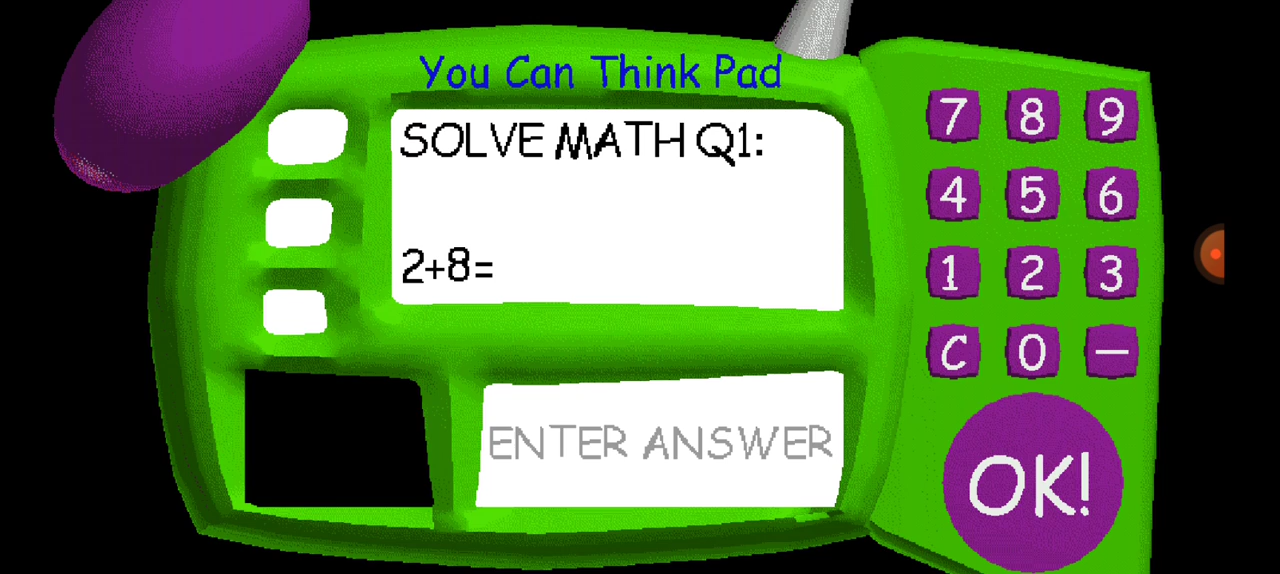 You Can Think Pad
SOLVE MATH Q1:
2+8=
ENTER ANSWER
7 8 9
4 5 6
1 2 3
C 0 —
OK!